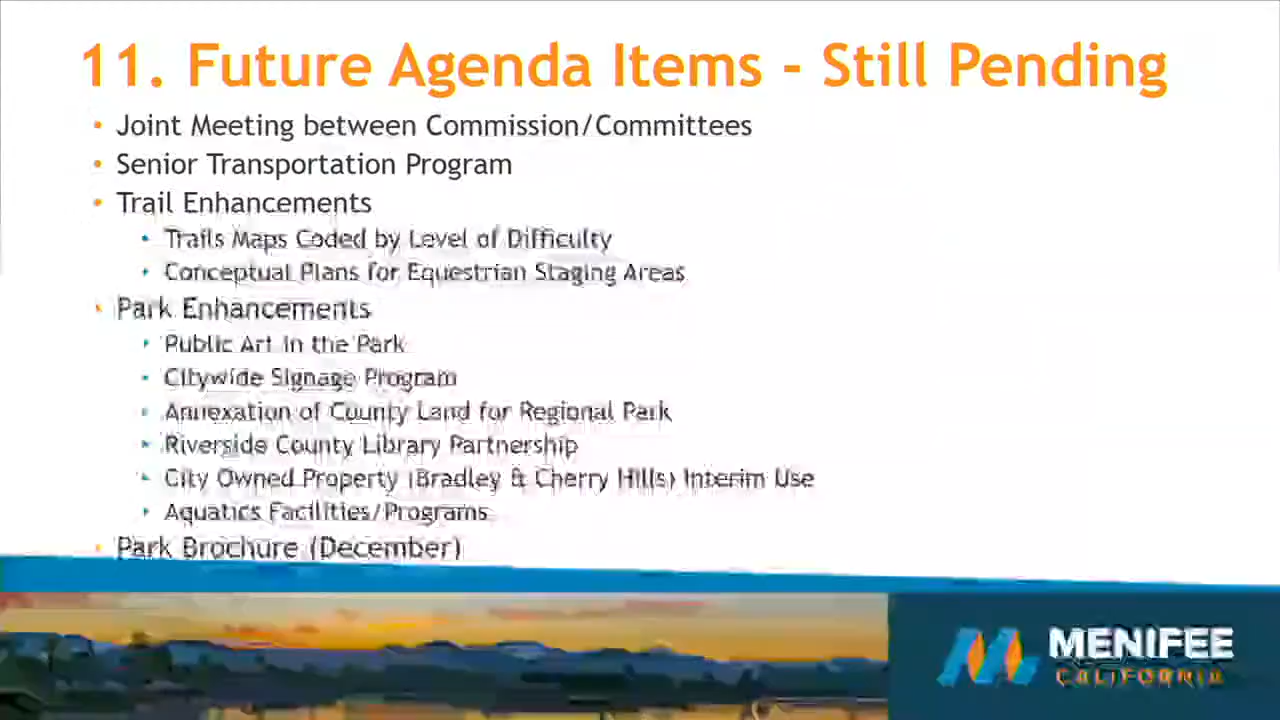 11. Future Agenda Items - Still Pending
• Joint Meeting between Commission/Committees
• Senior Transportation Program
• Trail Enhancements
• Trails Maps Coded by Level of Difficulty
• Conceptual Plans for Equestrian Staging Areas
• Park Enhancements
• Public Art in the Park
• Citywide Signage Program
• Annexation of County Land for Regional Park
• Riverside County Library Partnership
• City Owned Property (Bradley & Cherry Hills) Interim Use
• Aquatics Facilities/Programs
• Park Brochure (December)
MENIFEE
CALIFORNIA